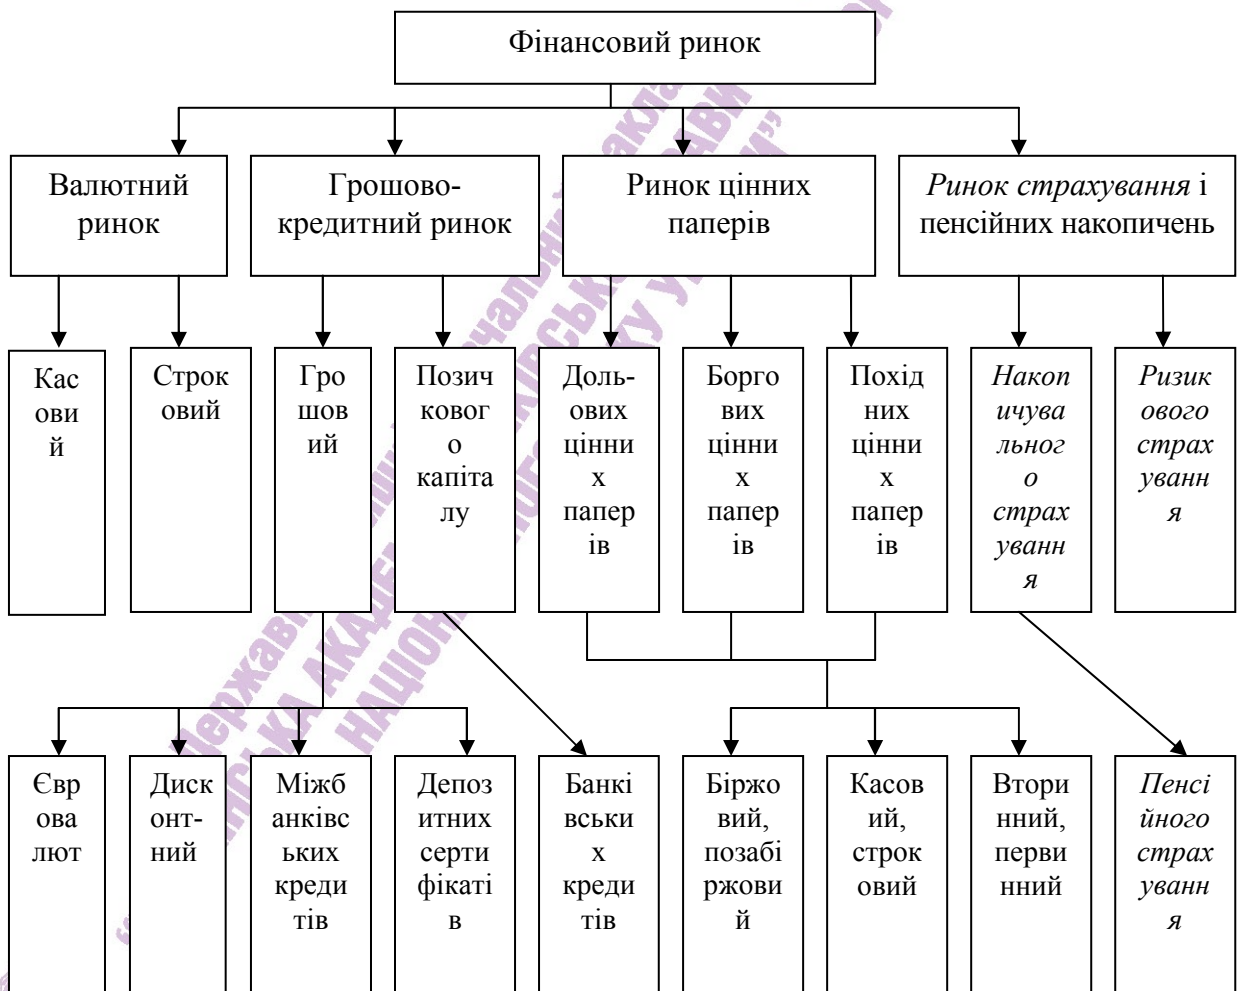 Фінансовий ринок
Валютний
ринок
Грошово-
кредитний ринок
Ринок цінних
паперів
Ринок страхування і
пенсійних накопичень
Кас
ови
й
Строк
овий
Гро
шов
ий
Позич
ковог
о
капіта
лу
Доль-
ових
цінни
х
папер
ів
Борго
вих
цінни
х
папер
ів
Похід
них
цінни
х
папер
ів
Накоп
ичува
льног
о
страх
уванн
я
Ризик
ового
страх
уванн
я
Євр
ова
лют
Диск
онт-
ний
Міжб
анківс
ьких
креди
тів
Депоз
итних
серти
фікаті
в
Банкі
вськи
х
креди
тів
Біржо
вий,
позабі
ржови
й
Касов
ий,
строк
овий
Втори
нний,
перви
нний
Пенсі
йного
страх
уванн
я